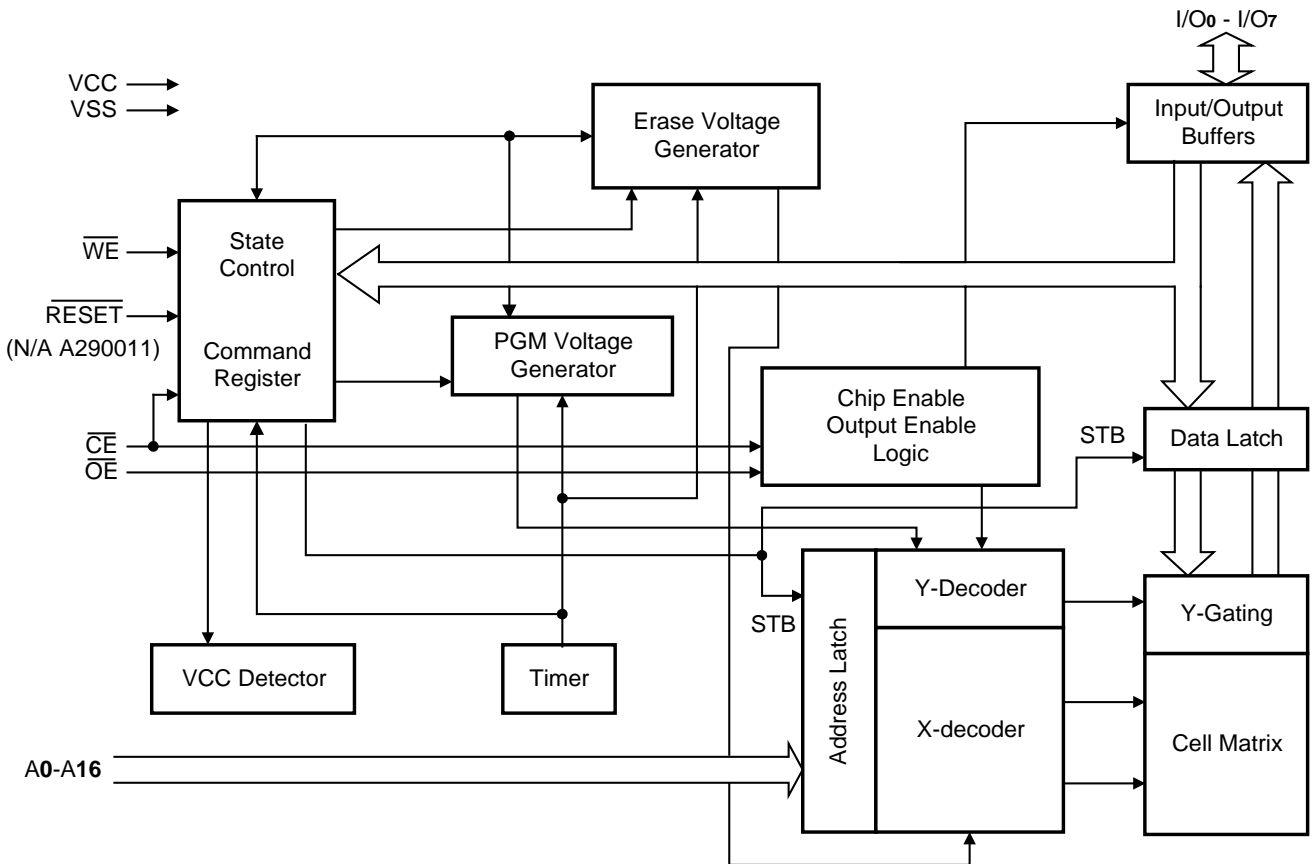 I/O0 - I/O7
VCC
VSS
Erase Voltage
Generator
Input/Output
Buffers
State
Control
WE
RESET
(N/A A290011)
Command
Register
PGM Voltage
Generator
Chip Enable
Output Enable
Logic
CE
OE
STB
Data Latch
Y-Decoder
Y-Gating
STB
Address Latch
VCC Detector
Timer
X-decoder
Cell Matrix
A0-A16